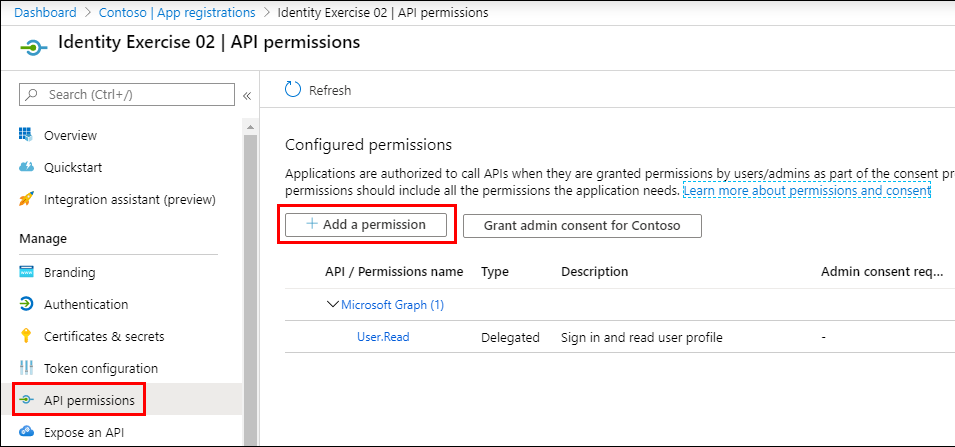 Dashboard > Contoso | App registrations > Identity Exercise 02 | API permissions
Identity Exercise 02 | API permissions
Search (Ctrl+/)
«
Overview
Quickstart
Integration assistant (preview)
Manage
Branding
Authentication
Certificates & secrets
Token configuration
API permissions
Expose an API
Refresh
Configured permissions
Applications are authorized to call APIs when they are granted permissions by users/admins as part of the consent pr
permissions should include all the permissions the application needs. Learn more about permissions and consent
+ Add a permission
Grant admin consent for Contoso
API / Permissions name Type Description Admin consent req...
Microsoft Graph (1)
User.Read Delegated Sign in and read user profile -